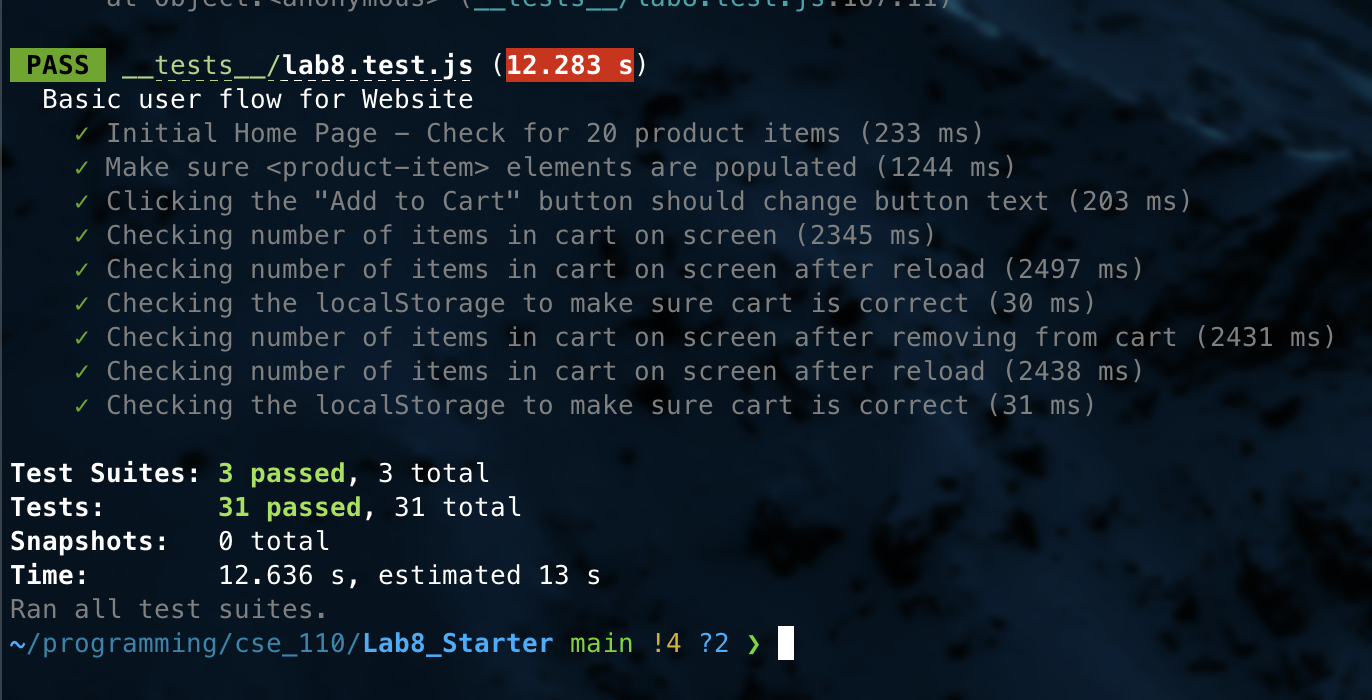 at Object.<anonymous> (__tests__/lab8.test.js:167:11)
PASS __tests__/lab8.test.js (12.283 s)
Basic user flow for Website
✓ Initial Home Page - Check for 20 product items (233 ms)
✓ Make sure <product-item> elements are populated (1244 ms)
✓ Clicking the "Add to Cart" button should change button text (203 ms)
✓ Checking number of items in cart on screen (2345 ms)
✓ Checking number of items in cart on screen after reload (2497 ms)
✓ Checking the localStorage to make sure cart is correct (30 ms)
✓ Checking number of items in cart on screen after removing from cart (2431 ms)
✓ Checking number of items in cart on screen after reload (2438 ms)
✓ Checking the localStorage to make sure cart is correct (31 ms)
Test Suites: 3 passed, 3 total
Tests: 31 passed, 31 total
Snapshots: 0 total
Time: 12.636 s, estimated 13 s
Ran all test suites.
~/programming/cse_110/Lab8_Starter main !4 ?2 ❯